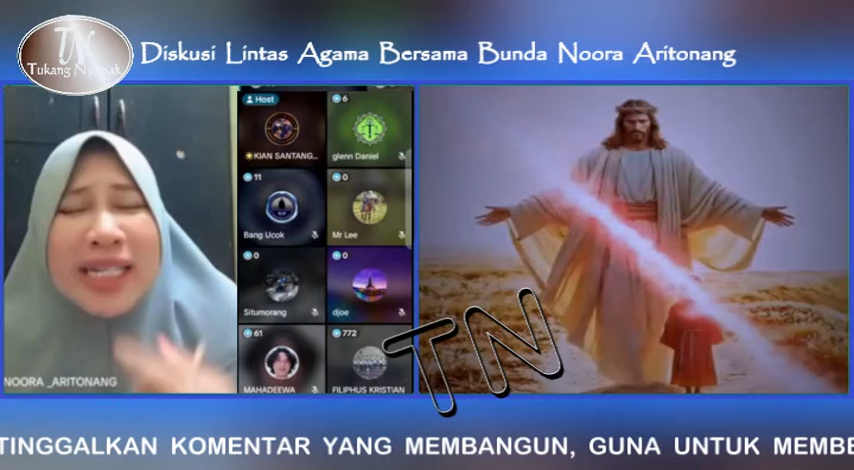 TN
Tukang Nyimak
Diskusi Lintas Agama Bersama Bunda Noora Aritonang
Host
6
KIAN SANTANG...
glenn Daniel
11
0
Bang Ucok
Mr Lee
0
0
Situmorang
djoe
61
772
MAHADEEWA
FILIPHUS KRISTIAN
NOORA _ARITONANG
TN
TINGGALKAN KOMENTAR YANG MEMBANGUN, GUNA UNTUK MEMBE